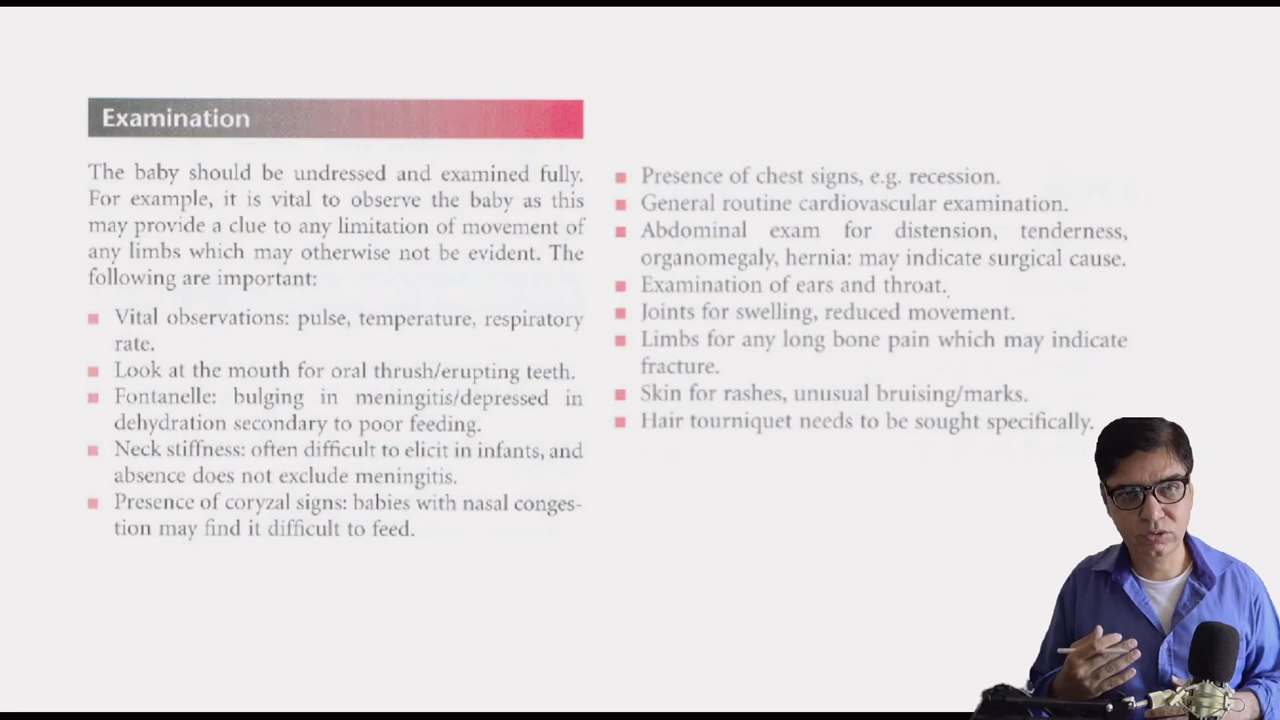 Examination
The baby should be undressed and examined fully.
For example, it is vital to observe the baby as this
may provide a clue to any limitation of movement of
any limbs which may otherwise not be evident. The
following are important:
■ Vital observations: pulse, temperature, respiratory
rate.
■ Look at the mouth for oral thrush/erupting teeth.
■ Fontanelle: bulging in meningitis/depressed in
dehydration secondary to poor feeding.
■ Neck stiffness: often difficult to elicit in infants, and
absence does not exclude meningitis.
■ Presence of coryzal signs: babies with nasal conges-
tion may find it difficult to feed.
■ Presence of chest signs, e.g. recession.
■ General routine cardiovascular examination.
■ Abdominal exam for distension, tenderness,
organomegaly, hernia: may indicate surgical cause.
■ Examination of ears and throat.
■ Joints for swelling, reduced movement.
■ Limbs for any long bone pain which may indicate
fracture.
■ Skin for rashes, unusual bruising/marks.
■ Hair tourniquet needs to be sought specifically.